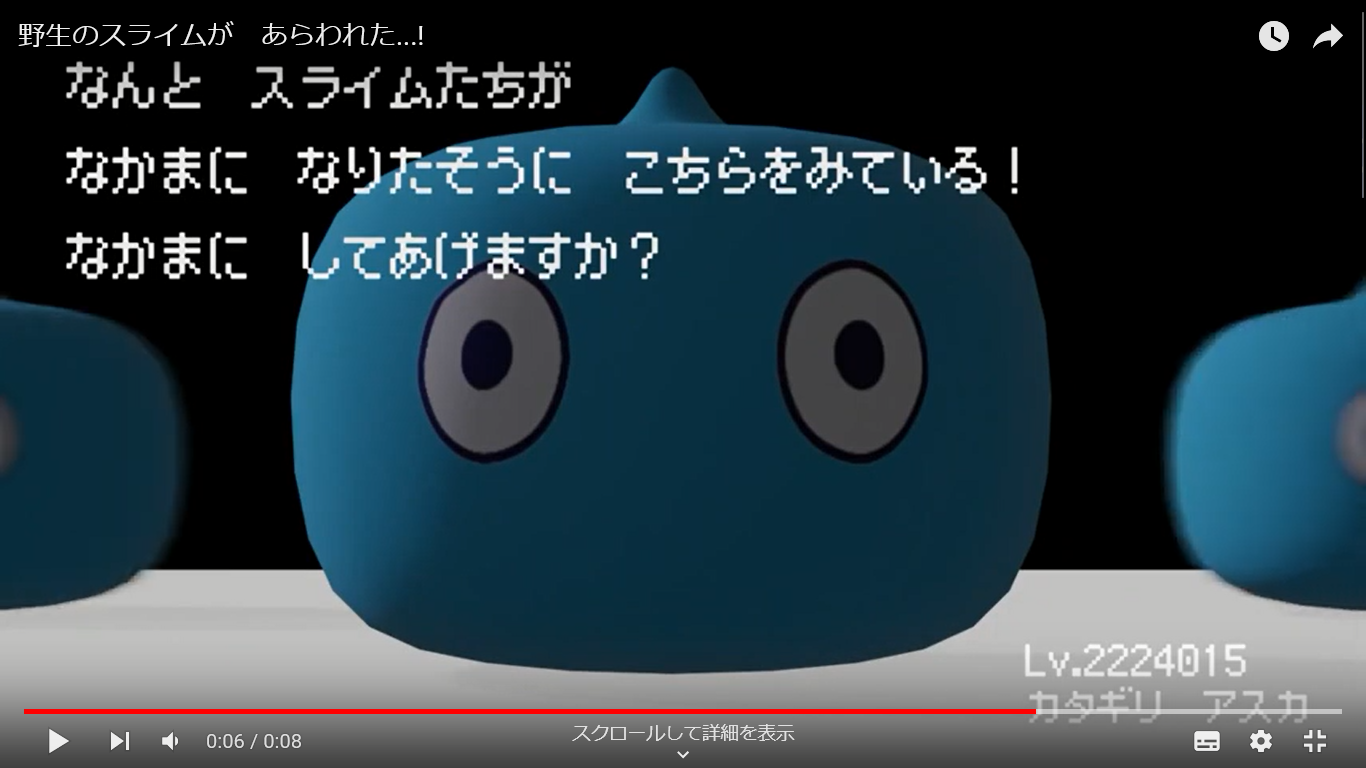 野生のスライムが　あらわれた...!
なんと　スライムたちが
なかまに　なりたそうに　こちらをみている！
なかまに　してあげますか？
Lv.2224015
カタギリ　アスカ
0:06 / 0:08
スクロールして詳細を表示